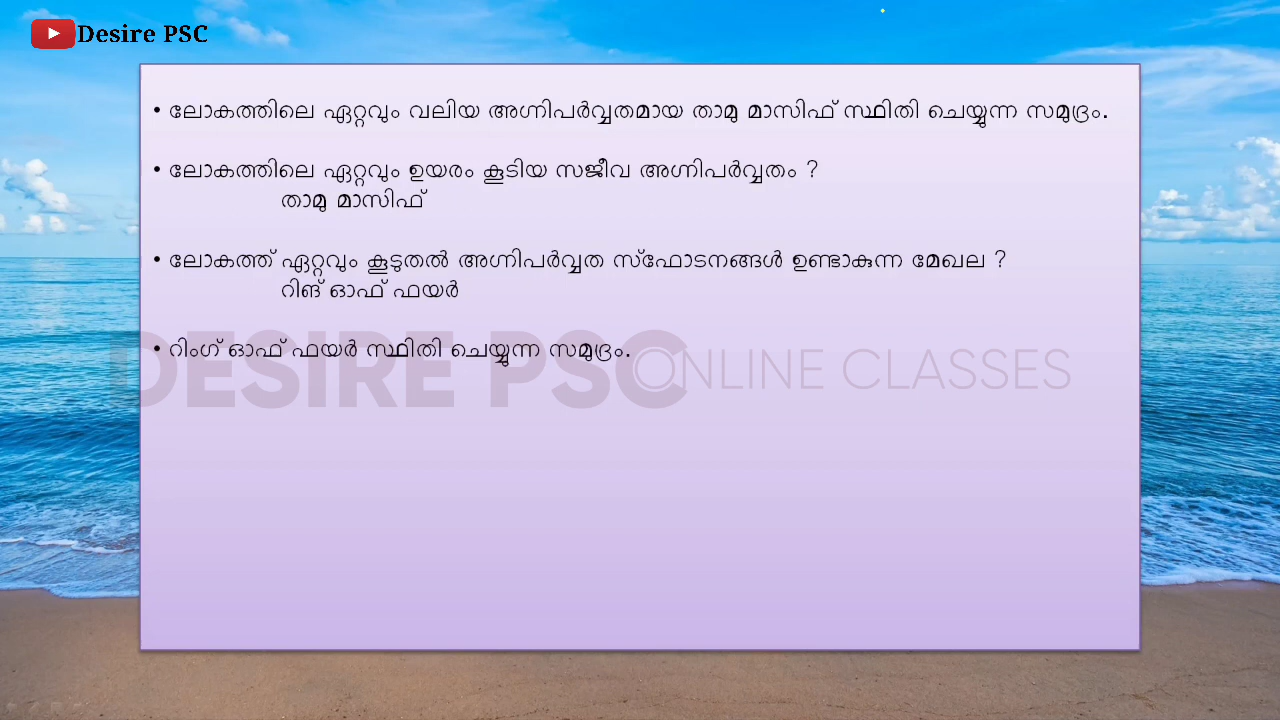 Desire PSC
• ലോകത്തിലെ ഏറ്റവും വലിയ അഗ്നിപർവ്വതമായ താമു മാസിഫ് സ്ഥിതി ചെയ്യുന്ന സമുദ്രം.
• ലോകത്തിലെ ഏറ്റവും ഉയരം കൂടിയ സജീവ അഗ്നിപർവ്വതം ?
താമു മാസിഫ്
• ലോകത്ത് ഏറ്റവും കൂടുതൽ അഗ്നിപർവ്വത സ്ഫോടനങ്ങൾ ഉണ്ടാകുന്ന മേഖല ?
റിങ് ഓഫ് ഫയർ
• റിംഗ് ഓഫ് ഫയർ സ്ഥിതി ചെയ്യുന്ന സമുദ്രം.
DESIRE PSC ONLINE CLASSES